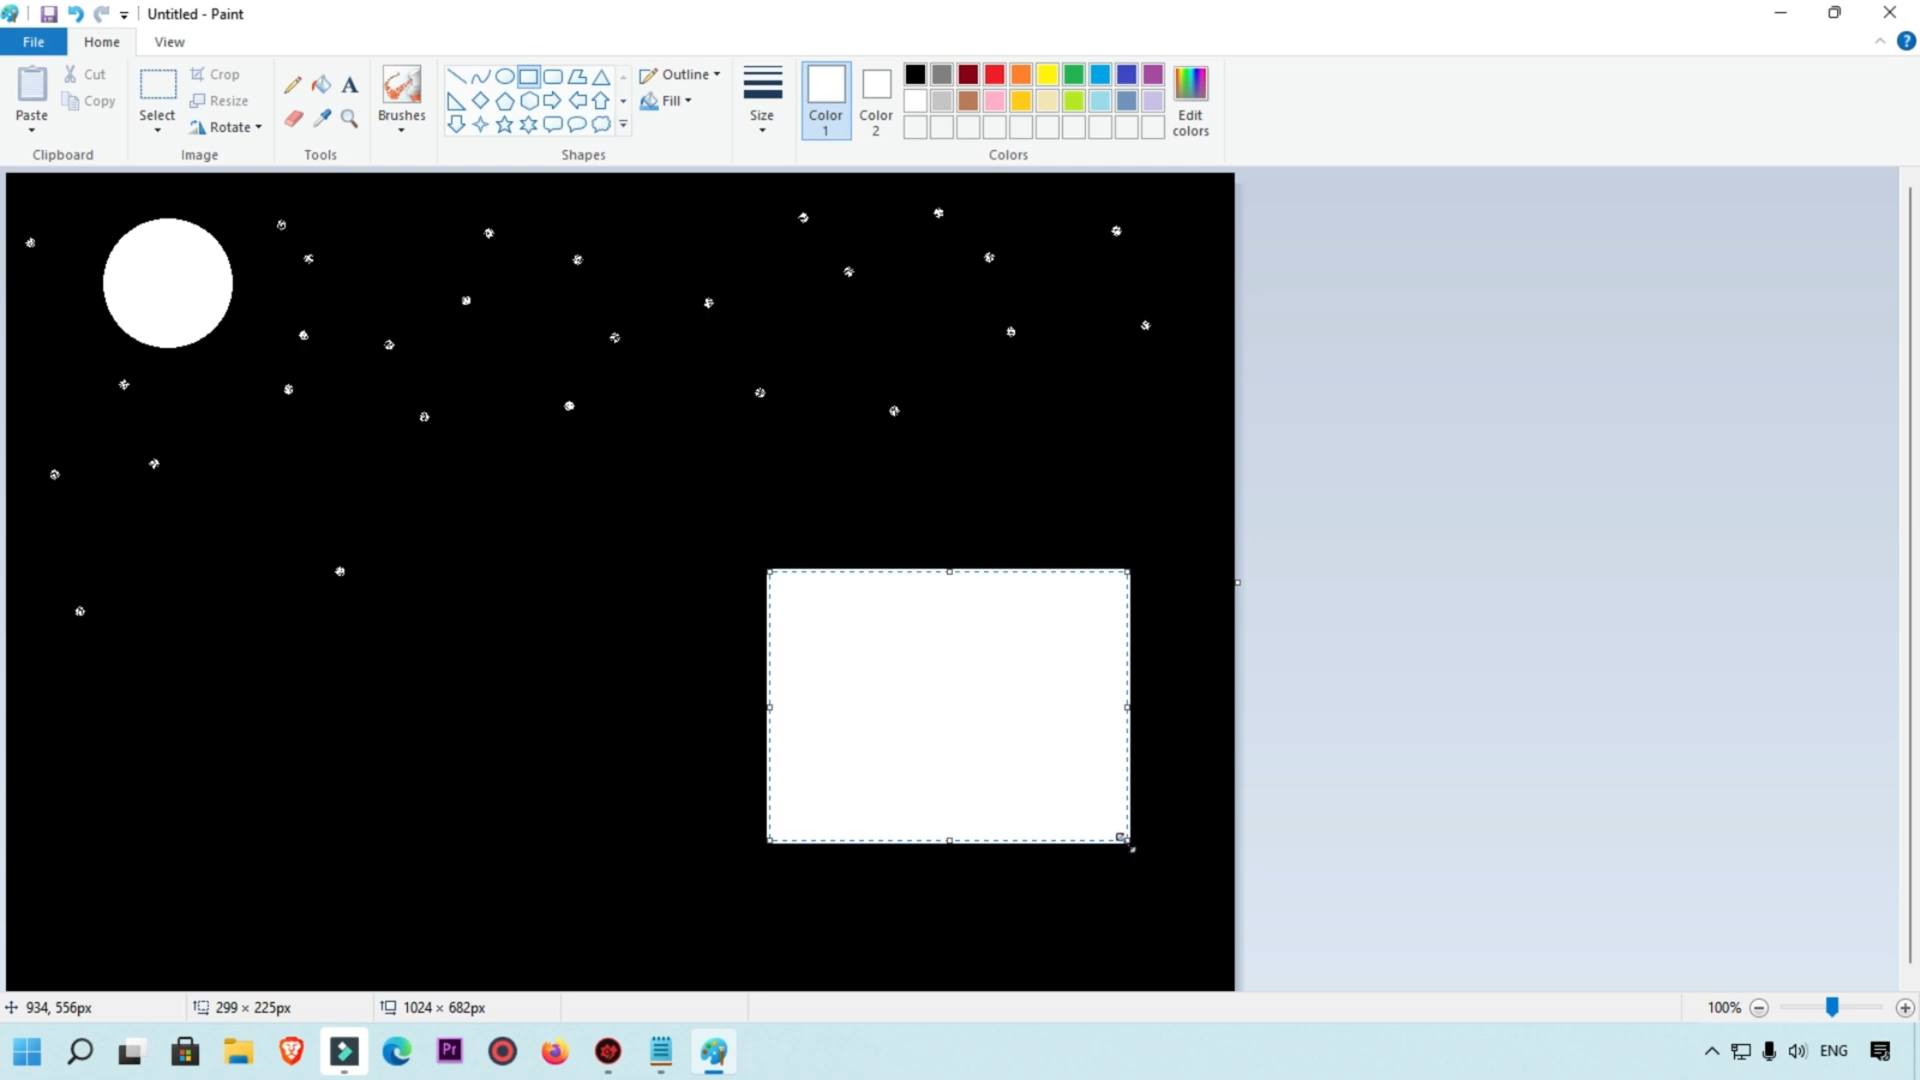 Untitled - Paint
File Home View
Paste Cut Copy Clipboard
Select Crop Resize Rotate Image
A
Tools
Brushes
Shapes
Outline
Fill
Size
Color 1
Color 2
Edit colors
Colors
?
934, 556px 299 × 225px 1024 × 682px 100%
Pr ENG